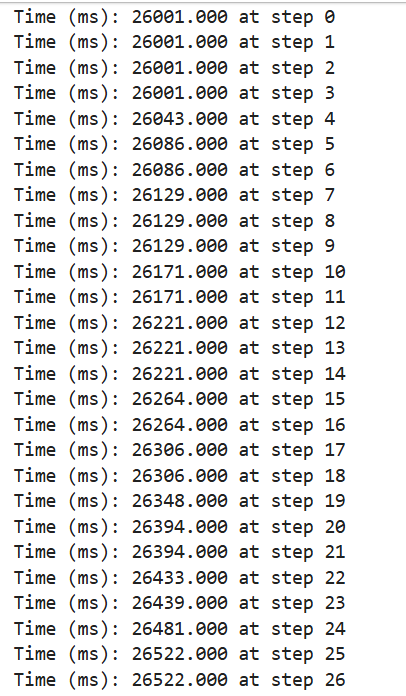 Time (ms): 26001.000 at step 0
Time (ms): 26001.000 at step 1
Time (ms): 26001.000 at step 2
Time (ms): 26001.000 at step 3
Time (ms): 26043.000 at step 4
Time (ms): 26086.000 at step 5
Time (ms): 26086.000 at step 6
Time (ms): 26129.000 at step 7
Time (ms): 26129.000 at step 8
Time (ms): 26129.000 at step 9
Time (ms): 26171.000 at step 10
Time (ms): 26171.000 at step 11
Time (ms): 26221.000 at step 12
Time (ms): 26221.000 at step 13
Time (ms): 26221.000 at step 14
Time (ms): 26264.000 at step 15
Time (ms): 26264.000 at step 16
Time (ms): 26306.000 at step 17
Time (ms): 26306.000 at step 18
Time (ms): 26348.000 at step 19
Time (ms): 26394.000 at step 20
Time (ms): 26394.000 at step 21
Time (ms): 26433.000 at step 22
Time (ms): 26439.000 at step 23
Time (ms): 26481.000 at step 24
Time (ms): 26522.000 at step 25
Time (ms): 26522.000 at step 26